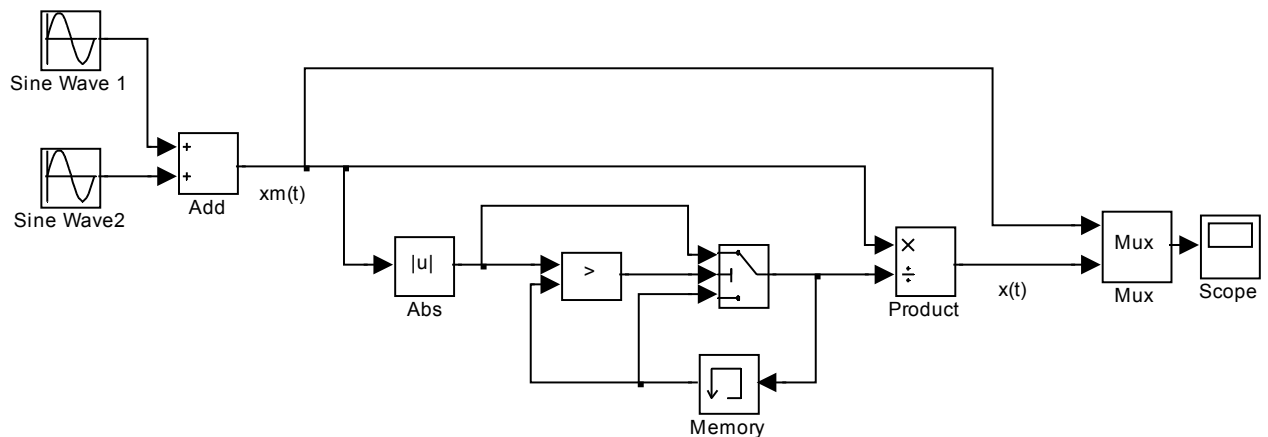 Sine Wave 1
Sine Wave2
+
+
Add
xm(t)
|u|
Abs
>
×
÷
Product
x(t)
Mux
Mux
Scope
Memory